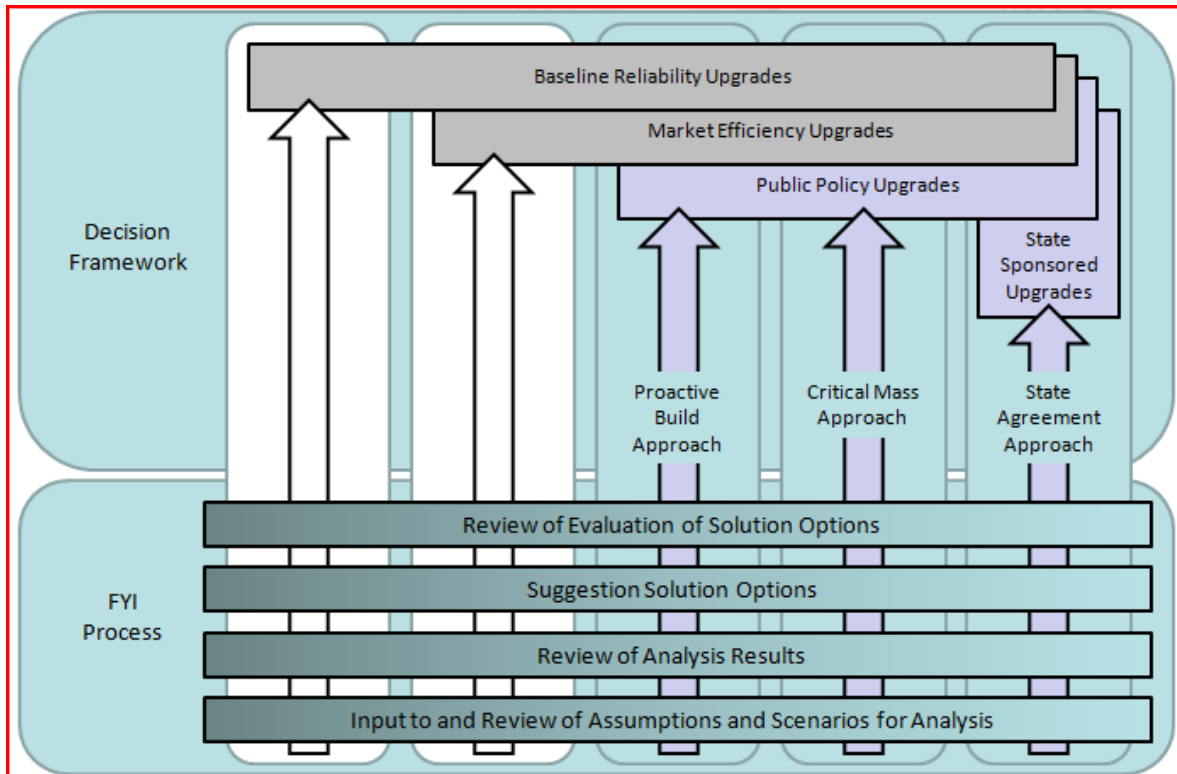 Baseline Reliability Upgrades
Market Efficiency Upgrades
Public Policy Upgrades
Decision
Framework
State
Sponsored
Upgrades
Proactive
Build
Approach
Critical Mass
Approach
State
Agreement
Approach
Review of Evaluation of Solution Options
Suggestion Solution Options
FYI
Process
Review of Analysis Results
Input to and Review of Assumptions and Scenarios for Analysis